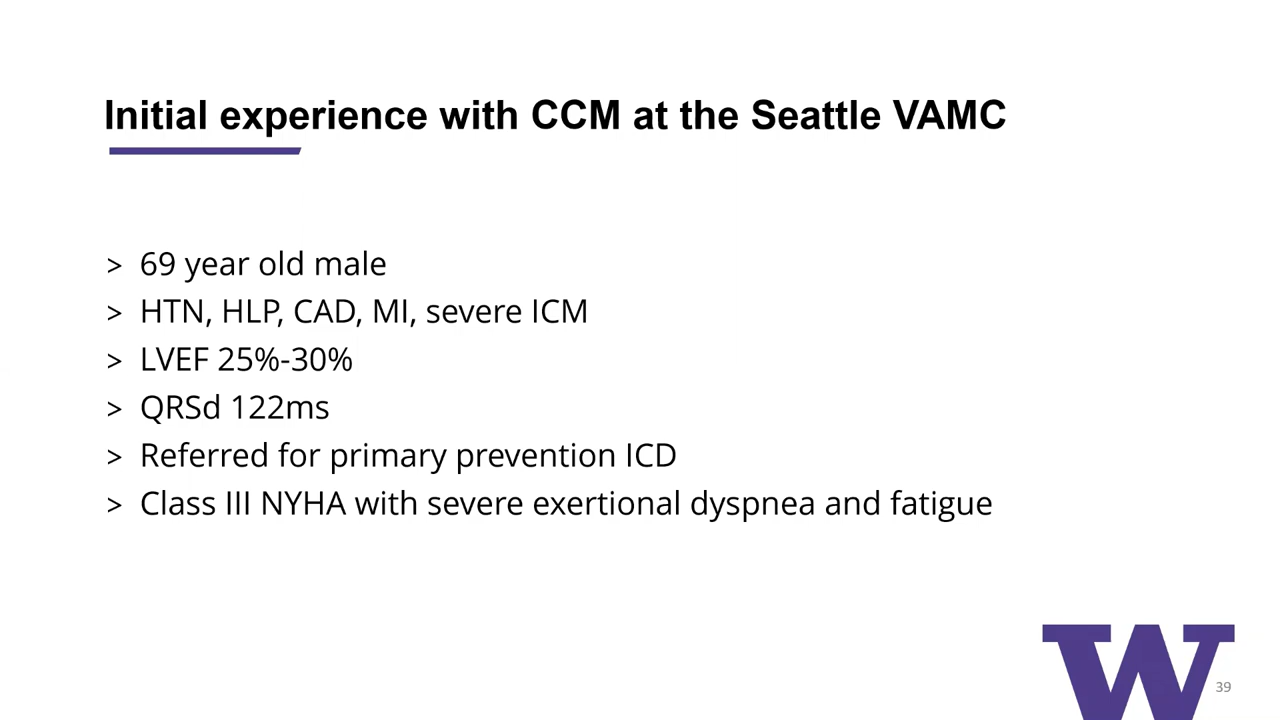 Initial experience with CCM at the Seattle VAMC
> 69 year old male
> HTN, HLP, CAD, MI, severe ICM
> LVEF 25%-30%
> QRSd 122ms
> Referred for primary prevention ICD
> Class III NYHA with severe exertional dyspnea and fatigue
W
39